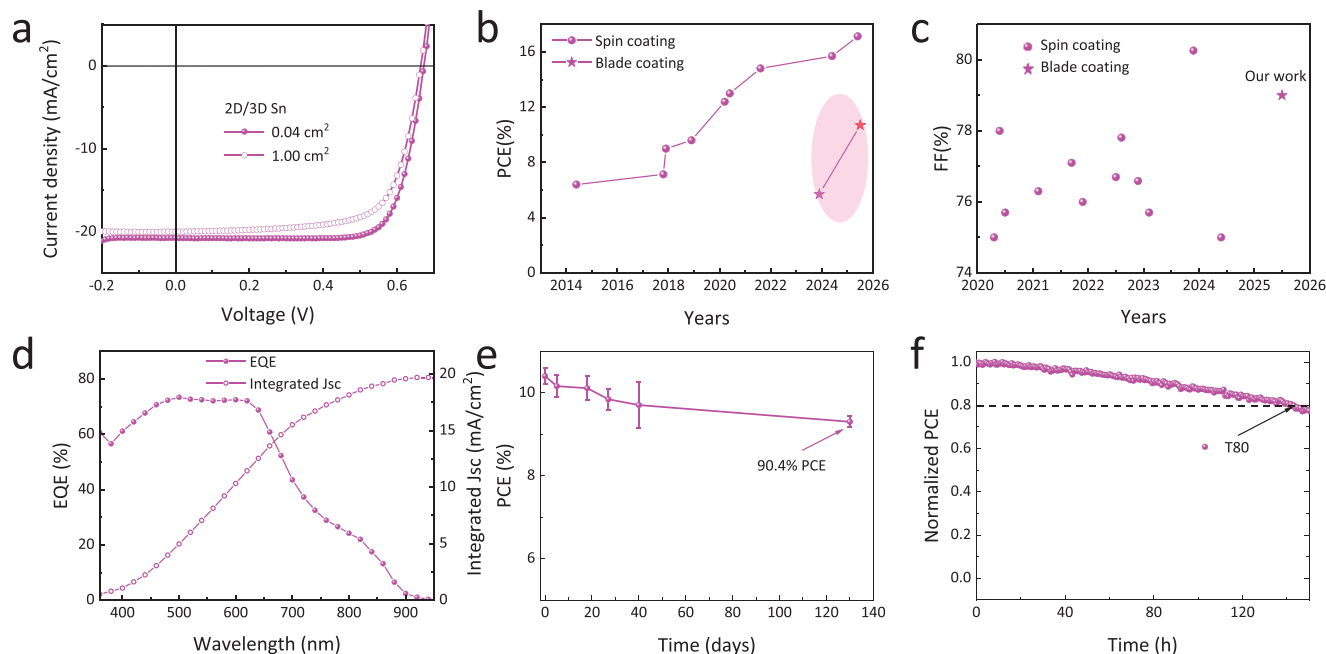 a
Current density (mA/cm²)
0
-10
-20
2D/3D Sn
0.04 cm²
1.00 cm²
-0.2 0.0 0.2 0.4 0.6
Voltage (V)
b
PCE(%)
16
12
8
4
0
Spin coating
Blade coating
2014 2016 2018 2020 2022 2024 2026
Years
c
FF(%)
80
78
76
74
Spin coating
Blade coating
Our work
2020 2021 2022 2023 2024 2025 2026
Years
d
EQE (%)
80
60
40
20
0
EQE
Integrated Jsc
20
15
10
5
0
Integrated Jsc (mA/cm²)
400 500 600 700 800 900
Wavelength (nm)
e
PCE (%)
10
8
6
90.4% PCE
0 20 40 60 80 100 120 140
Time (days)
f
Normalized PCE
1.0
0.8
0.6
0.4
0.2
0.0
T80
0 40 80 120
Time (h)